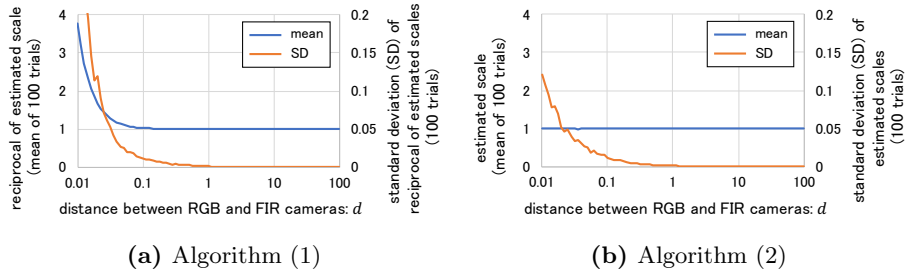 reciprocal of estimated scale
(mean of 100 trials)
4
3
2
1
0
0.2
0.15
0.1
0.05
0
mean
SD
standard deviation (SD) of
reciprocal of estimated scales
(100 trials)
0.01
0.1
1
10
100
distance between RGB and FIR cameras: d
(a) Algorithm (1)
estimated scale
(mean of 100 trials)
4
3
2
1
0
0.2
0.15
0.1
0.05
0
mean
SD
standard deviation (SD) of
estimated scales
(100 trials)
0.01
0.1
1
10
100
distance between RGB and FIR cameras: d
(b) Algorithm (2)